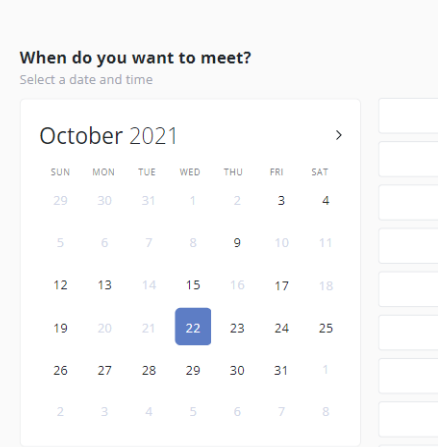 When do you want to meet?
Select a date and time
October 2021 >
SUN MON TUE WED THU FRI SAT
29 30 31 1 2 3 4
5 6 7 8 9 10 11
12 13 14 15 16 17 18
19 20 21 22 23 24 25
26 27 28 29 30 31 1
2 3 4 5 6 7 8